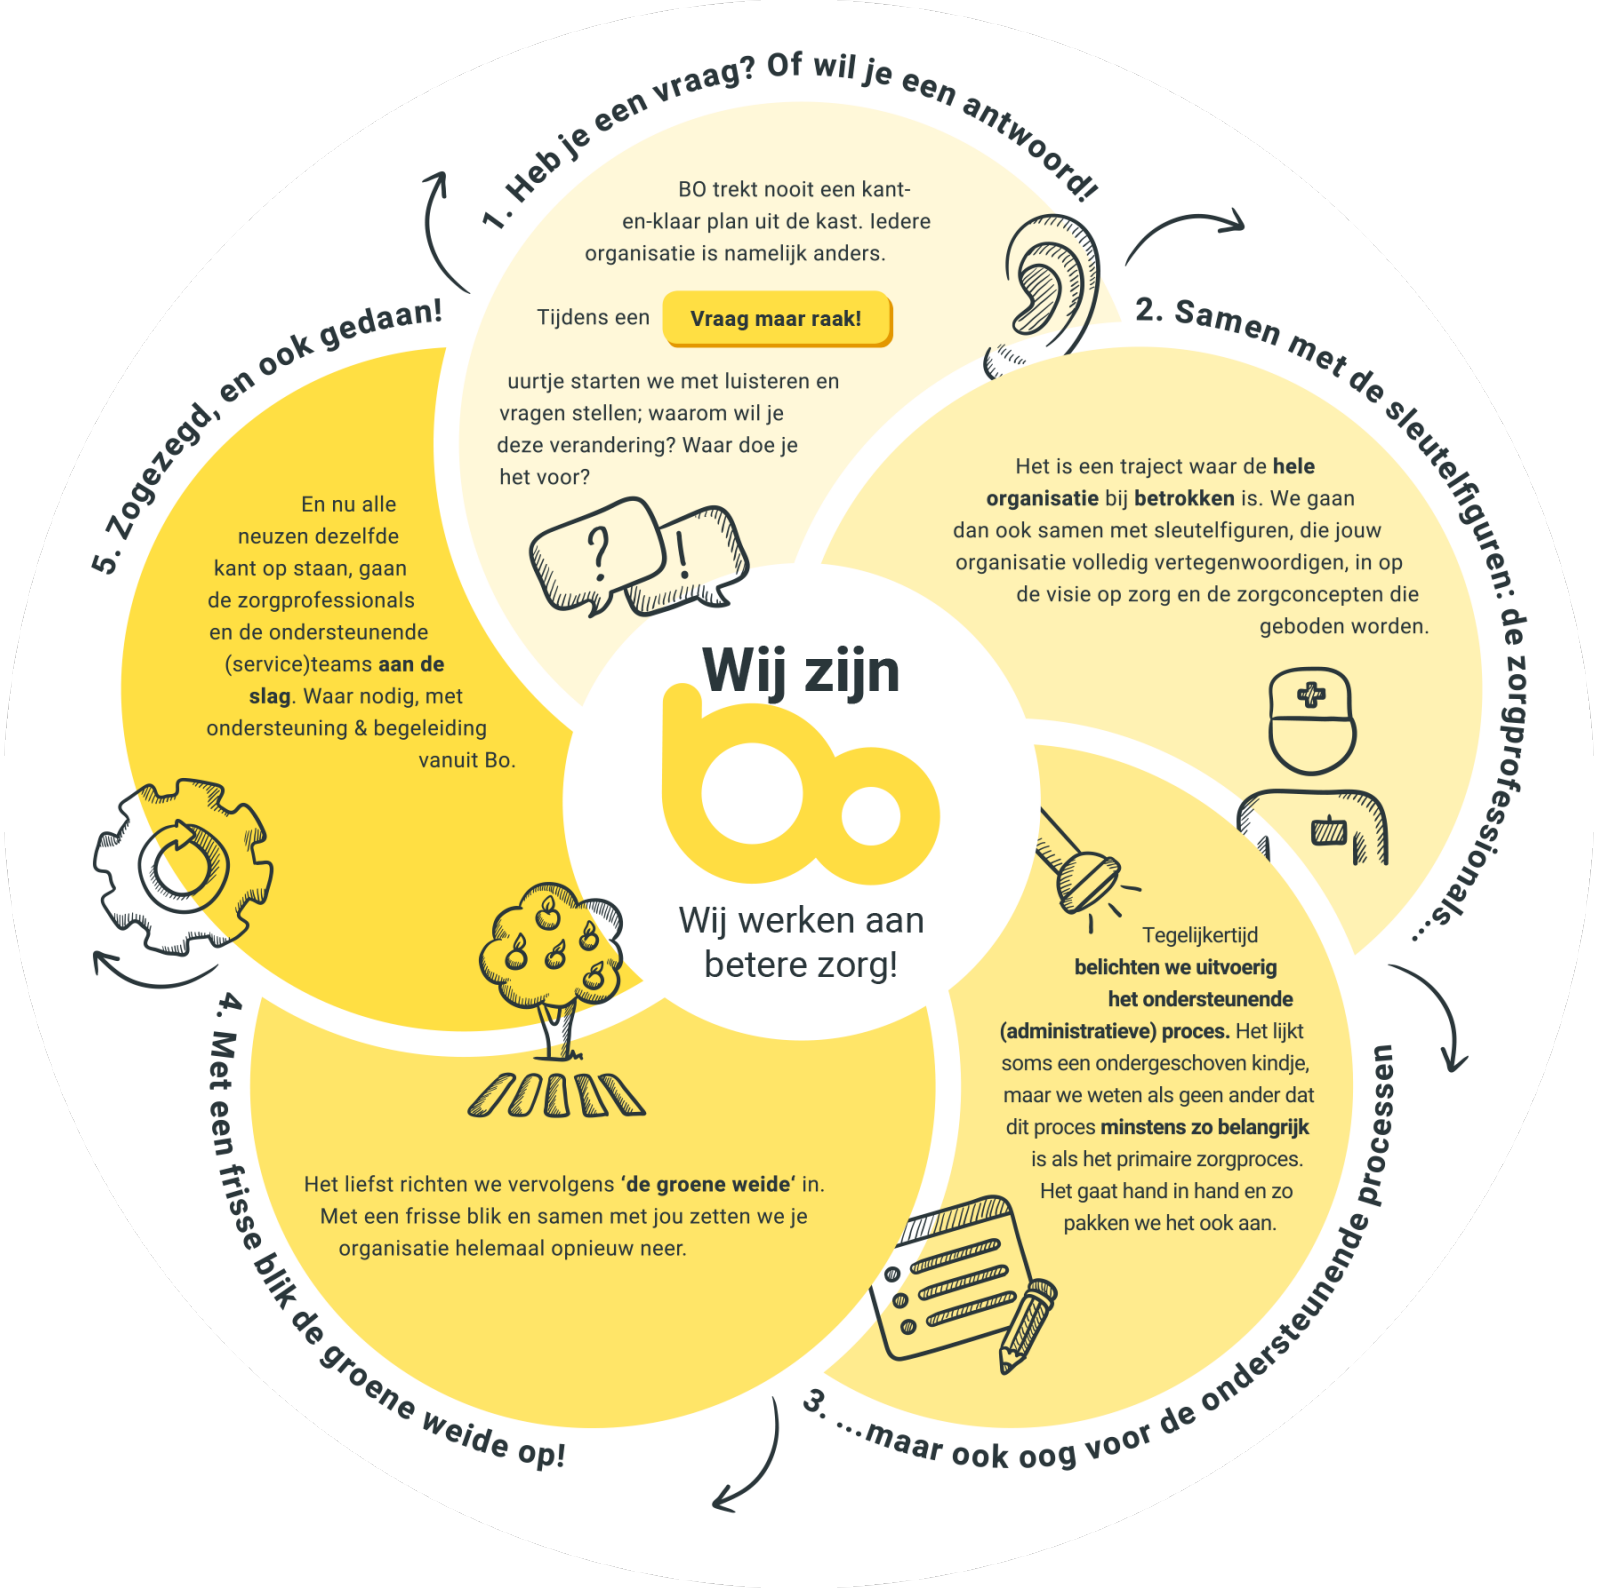 1. Heb je een vraag? Of wil je een antwoord!
BO trekt nooit een kant-
en-klaar plan uit de kast. Iedere
organisatie is namelijk anders.
Tijdens een
Vraag maar raak!
uurtje starten we met luisteren en
vragen stellen; waarom wil je
deze verandering? Waar doe je
het voor?
?
!
2. Samen met de sleutelfiguren: de zorgprofessionals...
Het is een traject waar de hele
organisatie bij betrokken is. We gaan
dan ook samen met sleutelfiguren, die jouw
organisatie volledig vertegenwoordigen, in op
de visie op zorg en de zorgconcepten die
geboden worden.
3. ...maar ook oog voor de ondersteunende processen
Tegelijkertijd
belichten we uitvoerig
het ondersteunende
(administratieve) proces. Het lijkt
soms een ondergeschoven kindje,
maar we weten als geen ander dat
dit proces minstens zo belangrijk
is als het primaire zorgproces.
Het gaat hand in hand en zo
pakken we het ook aan.
4. Met een frisse blik de groene weide op!
Het liefst richten we vervolgens ‘de groene weide‘ in.
Met een frisse blik en samen met jou zetten we je
organisatie helemaal opnieuw neer.
5. Zogezegd, en ook gedaan!
En nu alle
neuzen dezelfde
kant op staan, gaan
de zorgprofessionals
en de ondersteunende
(service)teams aan de
slag. Waar nodig, met
ondersteuning & begeleiding
vanuit Bo.
Wij zijn
bo
Wij werken aan
betere zorg!